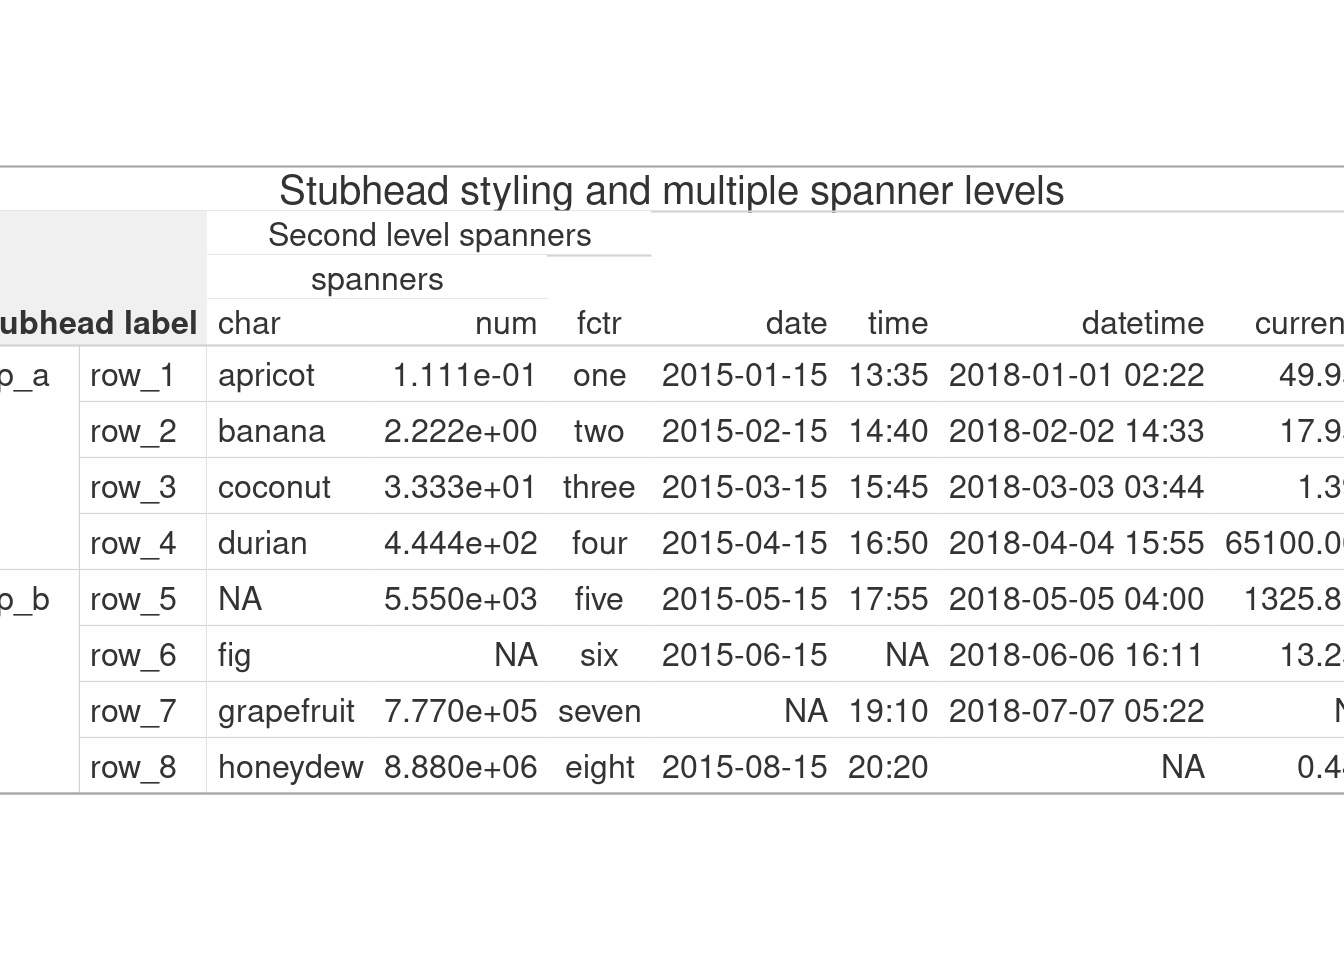 Stubhead styling and multiple spanner levels
Second level spanners
spanners
ubhead label char num fctr date time datetime curren
p_a row_1 apricot 1.111e-01 one 2015-01-15 13:35 2018-01-01 02:22 49.9
row_2 banana 2.222e+00 two 2015-02-15 14:40 2018-02-02 14:33 17.9
row_3 coconut 3.333e+01 three 2015-03-15 15:45 2018-03-03 03:44 1.3
row_4 durian 4.444e+02 four 2015-04-15 16:50 2018-04-04 15:55 65100.0
p_b row_5 NA 5.550e+03 five 2015-05-15 17:55 2018-05-05 04:00 1325.8
row_6 fig NA six 2015-06-15 NA 2018-06-06 16:11 13.2
row_7 grapefruit 7.770e+05 seven NA 19:10 2018-07-07 05:22
row_8 honeydew 8.880e+06 eight 2015-08-15 20:20 NA 0.4